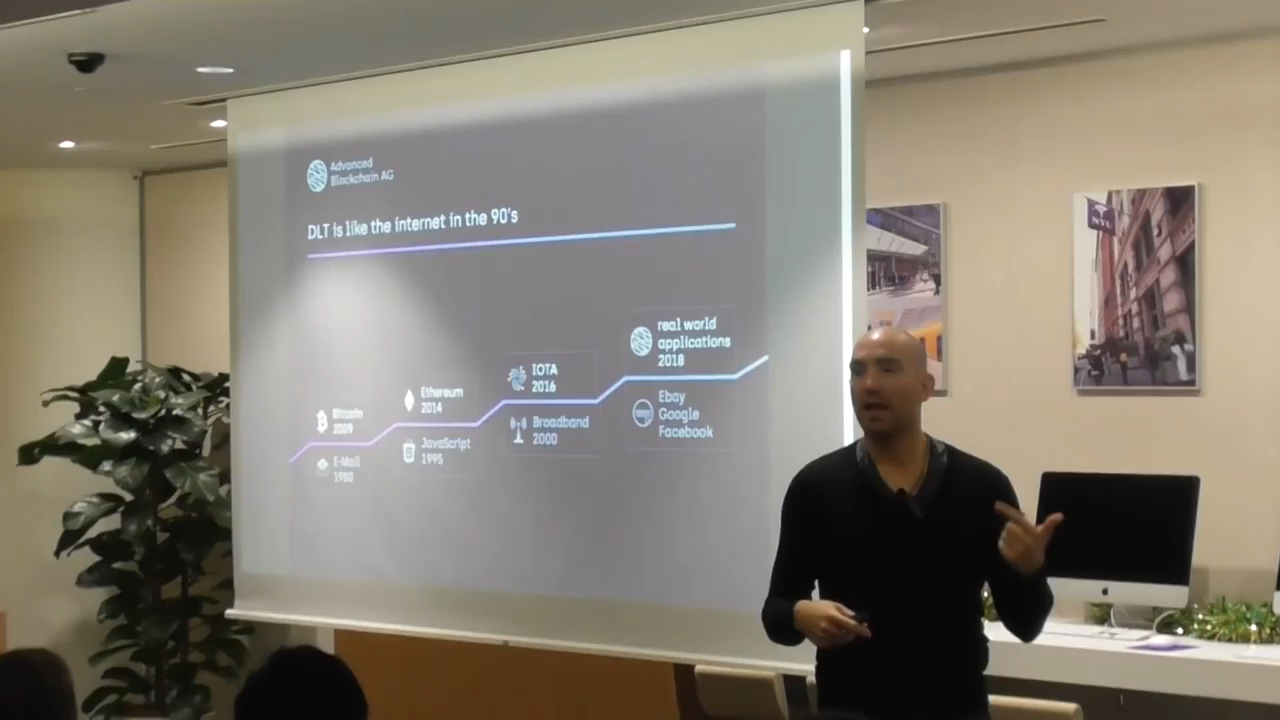 Advanced
Blockchain AG
DLT is like the internet in the 90's
Bitcoin
2009
E-Mail
1980
Ethereum
2014
JavaScript
1995
IOTA
2016
Broadband
2000
real world
applications
2018
Ebay
Google
Facebook
NYU